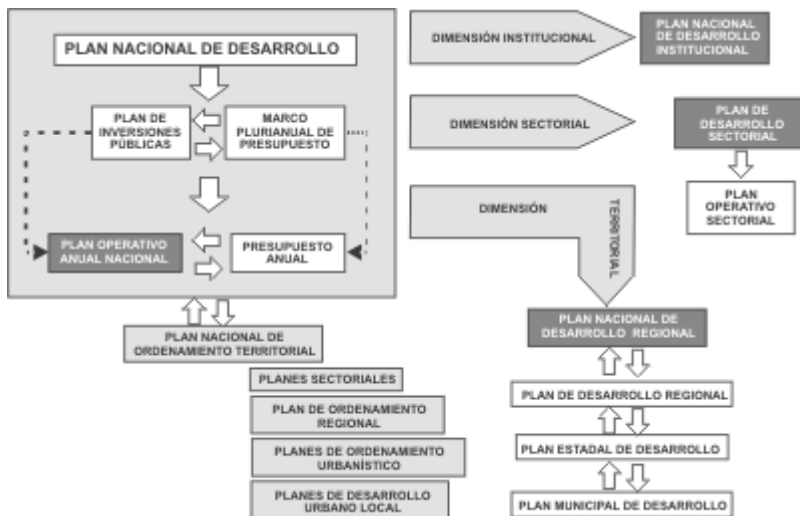 PLAN NACIONAL DE DESARROLLO
PLAN DE
INVERSIONES
PÚBLICAS
MARCO
PLURIANUAL DE
PRESUPUESTO
PLAN OPERATIVO
ANUAL NACIONAL
PRESUPUESTO
ANUAL
PLAN NACIONAL DE
ORDENAMIENTO TERRITORIAL
PLANES SECTORIALES
PLAN DE ORDENAMIENTO
REGIONAL
PLANES DE ORDENAMIENTO
URBANÍSTICO
PLANES DE DESARROLLO
URBANO LOCAL
DIMENSIÓN INSTITUCIONAL
PLAN NACIONAL
DE DESARROLLO
INSTITUCIONAL
DIMENSIÓN SECTORIAL
PLAN DE
DESARROLLO
SECTORIAL
PLAN
OPERATIVO
SECTORIAL
DIMENSIÓN
TERRITORIAL
PLAN NACIONAL DE
DESARROLLO REGIONAL
PLAN DE DESARROLLO REGIONAL
PLAN ESTADAL DE DESARROLLO
PLAN MUNICIPAL DE DESARROLLO